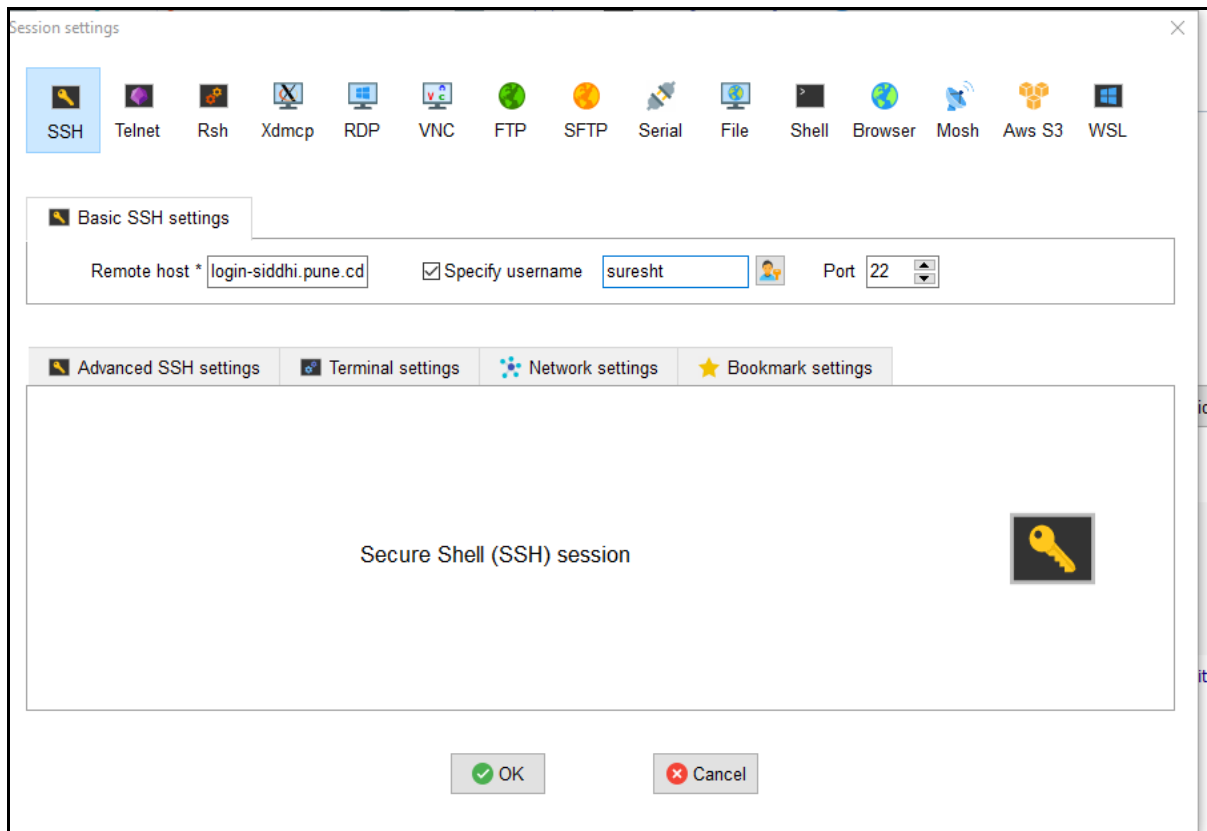 Session settings
SSH Telnet Rsh Xdmcp RDP VNC FTP SFTP Serial File Shell Browser Mosh Aws S3 WSL
Basic SSH settings
Remote host * login-siddhi.pune.cd Specify username suresht Port 22
Advanced SSH settings Terminal settings Network settings Bookmark settings
Secure Shell (SSH) session
OK Cancel